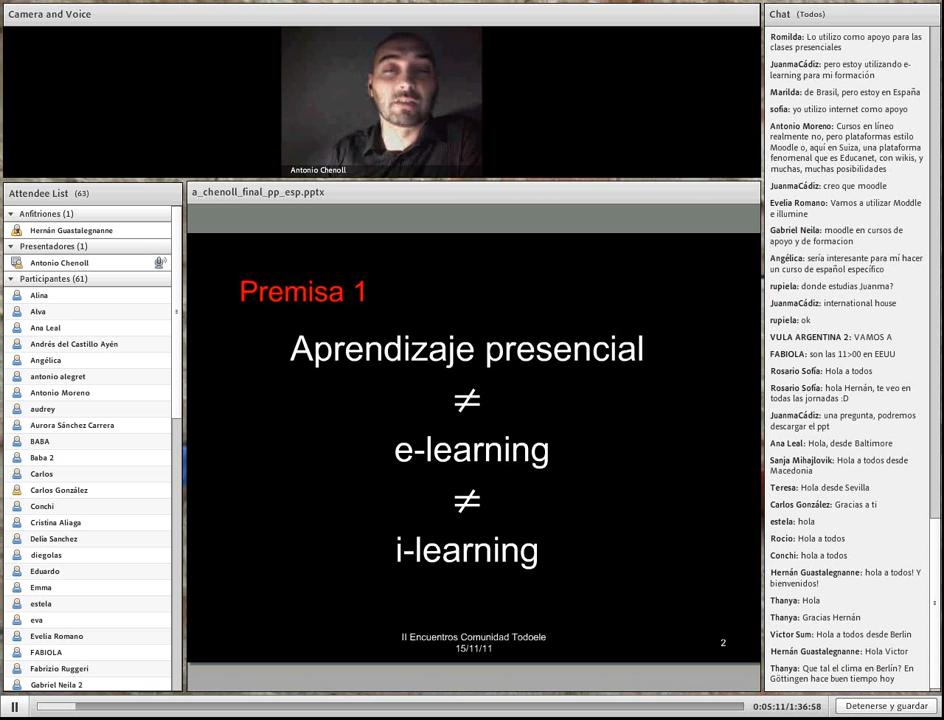 Camera and Voice
Antonio Chenoll
Attendee List (63)
Anfitriones (1)
Hernán Guastalegnanne
Presentadores (1)
Antonio Chenoll
Participantes (61)
Alina
Alva
Ana Leal
Andrés del Castillo Ayén
Angélica
antonio alegret
Antonio Moreno
audrey
Aurora Sánchez Carrera
BABA
Baba 2
Carlos
Carlos González
Conchi
Cristina Aliaga
Delia Sanchez
diegolas
Eduardo
Emma
estela
eva
Evelia Romano
FABIOLA
Fabrizio Ruggeri
Gabriel Neila 2
a_chenoll_final_pp_esp.pptx
Premisa 1
Aprendizaje presencial
≠
e-learning
≠
i-learning
II Encuentros Comunidad Todoele
15/11/11
2
Chat (Todos)
Romilda: Lo utilizo como apoyo para las
clases presenciales
JuanmaCádiz: pero estoy utilizando e-
learning para mi formación
Marilda: de Brasil, pero estoy en España
sofia: yo utilizo internet como apoyo
Antonio Moreno: Cursos en líneo
realmente no, pero plataformas estilo
Moodle o, aquí en Suiza, una plataforma
fenomenal que es Educanet, con wikis, y
muchas, muchas posibilidades
JuanmaCádiz: creo que moodle
Evelia Romano: Vamos a utilizar Moddle
e illumine
Gabriel Neila: moodle en cursos de
apoyo y de formacion
Angélica: sería interesante para mí hacer
un curso de español específico
rupiela: donde estudias Juanma?
JuanmaCádiz: international house
rupiela: ok
VULA ARGENTINA 2: VAMOS A
FABIOLA: son las 11>00 en EEUU
Rosario Sofía: Hola a todos
Rosario Sofía: hola Hernán, te veo en
todas las jornadas :D
JuanmaCádiz: una pregunta, podremos
descargar el ppt
Ana Leal: Hola, desde Baltimore
Sanja Mihajlovik: Hola a todos desde
Macedonia
Teresa: Hola desde Sevilla
Carlos González: Gracias a ti
estela: hola
Rocio: Hola a todos
Conchi: hola a todos
Hernán Guastalegnanne: hola a todos! Y
bienvenidos!
Thanya: Hola
Thanya: Gracias Hernán
Victor Sum: Hola a todos desde Berlin
Hernán Guastalegnanne: Hola Victor
Thanya: Que tal el clima en Berlín? En
Göttingen hace buen tiempo hoy
0:05:11/1:36:58
Detenerse y guardar